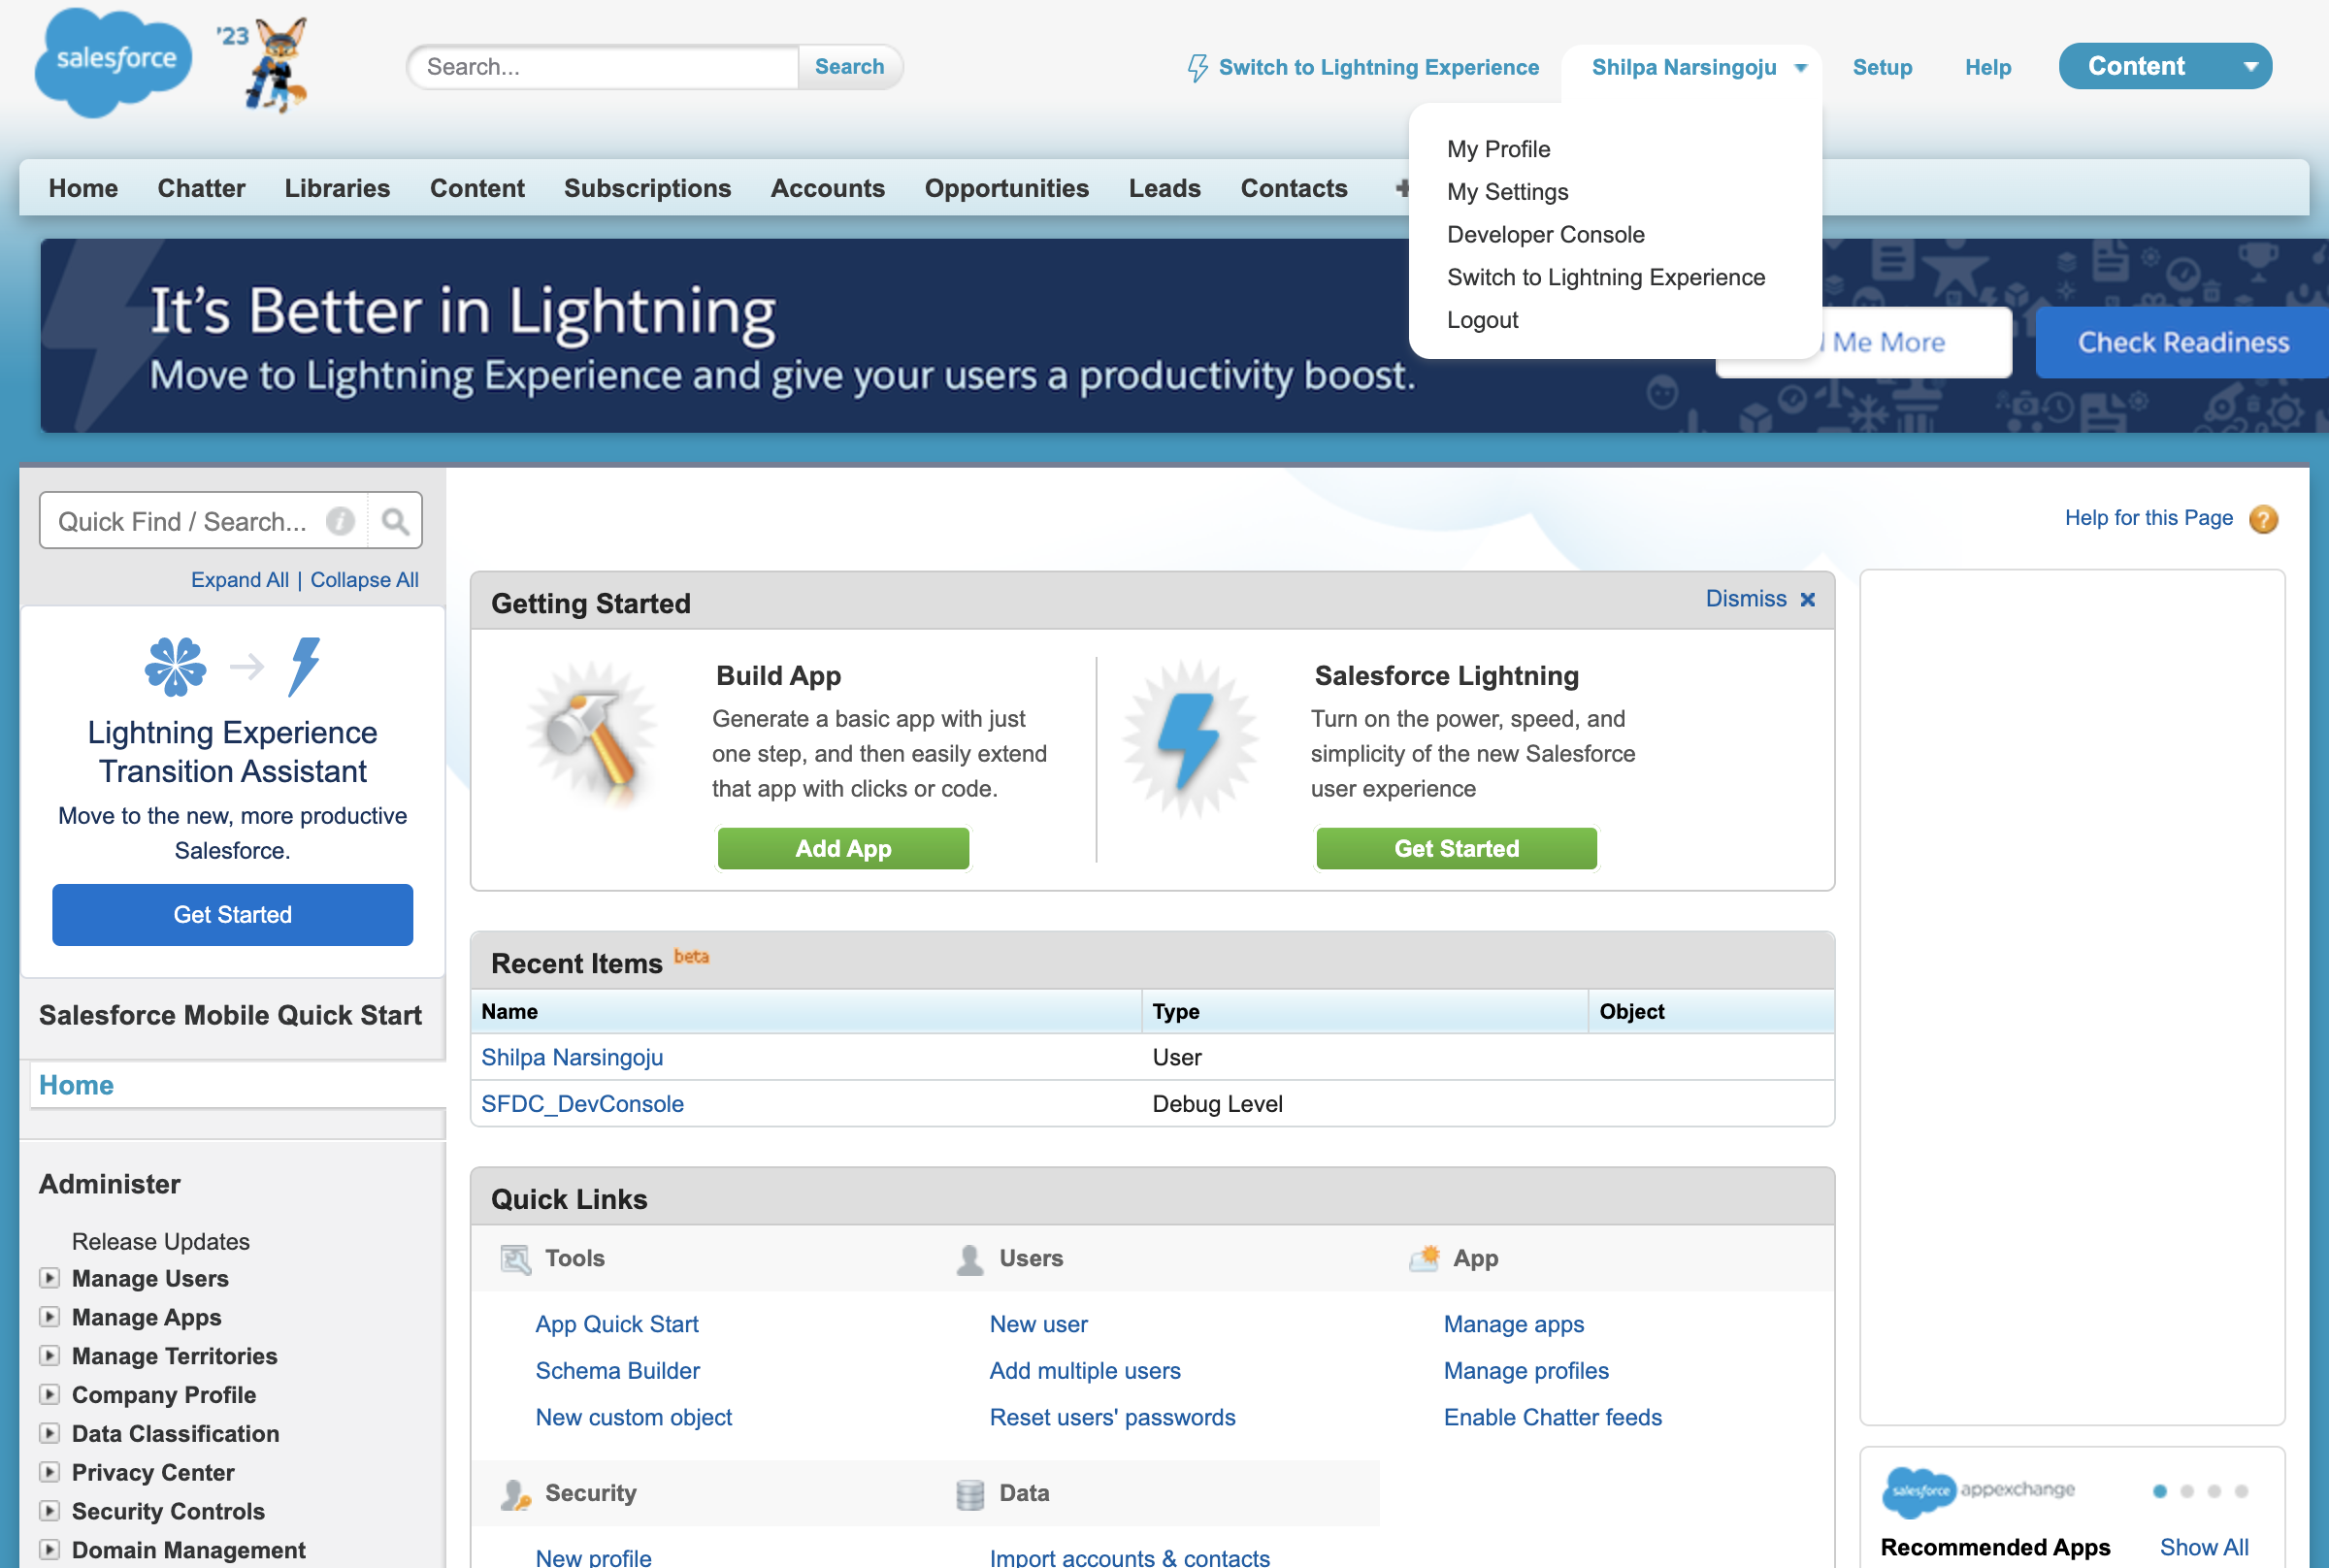 salesforce
'23
Search...
Search
Switch to Lightning Experience
Shilpa Narsingoju
Setup
Help
Content
My Profile
My Settings
Developer Console
Switch to Lightning Experience
Logout
Home
Chatter
Libraries
Content
Subscriptions
Accounts
Opportunities
Leads
Contacts
It's Better in Lightning
Move to Lightning Experience and give your users a productivity boost.
Me More
Check Readiness
Quick Find / Search...
Expand All | Collapse All
Lightning Experience
Transition Assistant
Move to the new, more productive
Salesforce.
Get Started
Salesforce Mobile Quick Start
Home
Administer
Release Updates
Manage Users
Manage Apps
Manage Territories
Company Profile
Data Classification
Privacy Center
Security Controls
Domain Management
Help for this Page ?
Getting Started
Dismiss
Build App
Generate a basic app with just
one step, and then easily extend
that app with clicks or code.
Add App
Salesforce Lightning
Turn on the power, speed, and
simplicity of the new Salesforce
user experience
Get Started
Recent Items beta
Name Type Object
Shilpa Narsingoju User
SFDC_DevConsole Debug Level
Quick Links
Tools
App Quick Start
Schema Builder
New custom object
Users
New user
Add multiple users
Reset users' passwords
App
Manage apps
Manage profiles
Enable Chatter feeds
Security
New profile
Data
Import accounts & contacts
salesforce appexchange
Recommended Apps
Show All